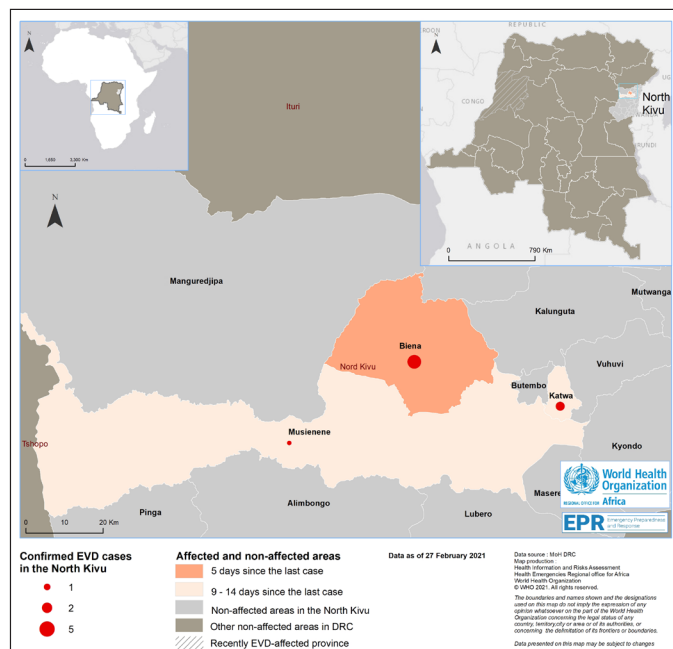 N
0 1,650 3,300 Km
Ituri
N
REPUBLIC
ROON
UG
CONGO
North
Kivu
RUNDI
ANGOLA
0 790 Km
N
Manguredjipa
Mutwanga
Kalunguta
Biena
Nord Kivu
Vuhuvi
Butembo
Katwa
Musienene
Tshopo
Kyondo
Masere
Pinga
Alimbongo
Lubero
0 10 20 Km
World Health
Organization
REGIONAL OFFICE FOR Africa
EPR Emergency Preparedness
and Response
Confirmed EVD cases
in the North Kivu
1
2
5
Affected and non-affected areas
5 days since the last case
9 - 14 days since the last case
Non-affected areas in the North Kivu
Other non-affected areas in DRC
Recently EVD-affected province
Data as of 27 February 2021
Data source : MoH DRC
Map production :
Health Information and Risks Assessment
Health Emergencies Regional office for Africa
World Health Organization
© WHO 2021. All rights reserved.
The boundaries and names shown and the designations
used on this map do not imply the expression of any
opinion whatsoever on the part of the World Health
Organization concerning the legal status of any
country, territory,city or area or of its authorities, or
concerning the delimitation of its frontiers or boundaries.
Data presented on this map may be subject to changes